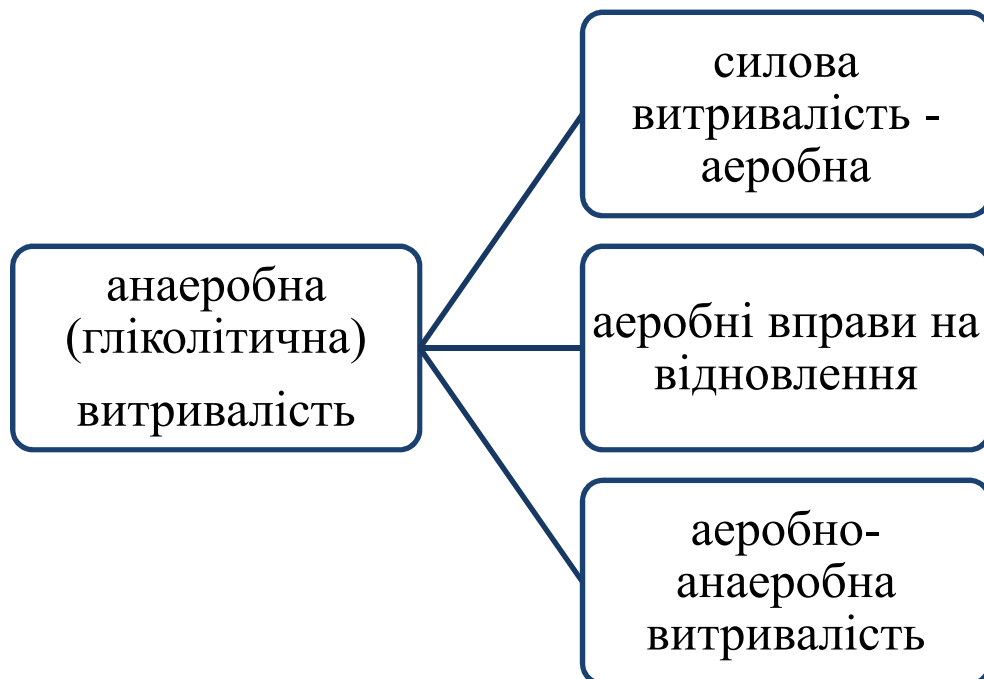 анаеробна
(гліколітична)
витривалість
силова
витривалість -
аеробна
аеробні вправи на
відновлення
аеробно-
анаеробна
витривалість